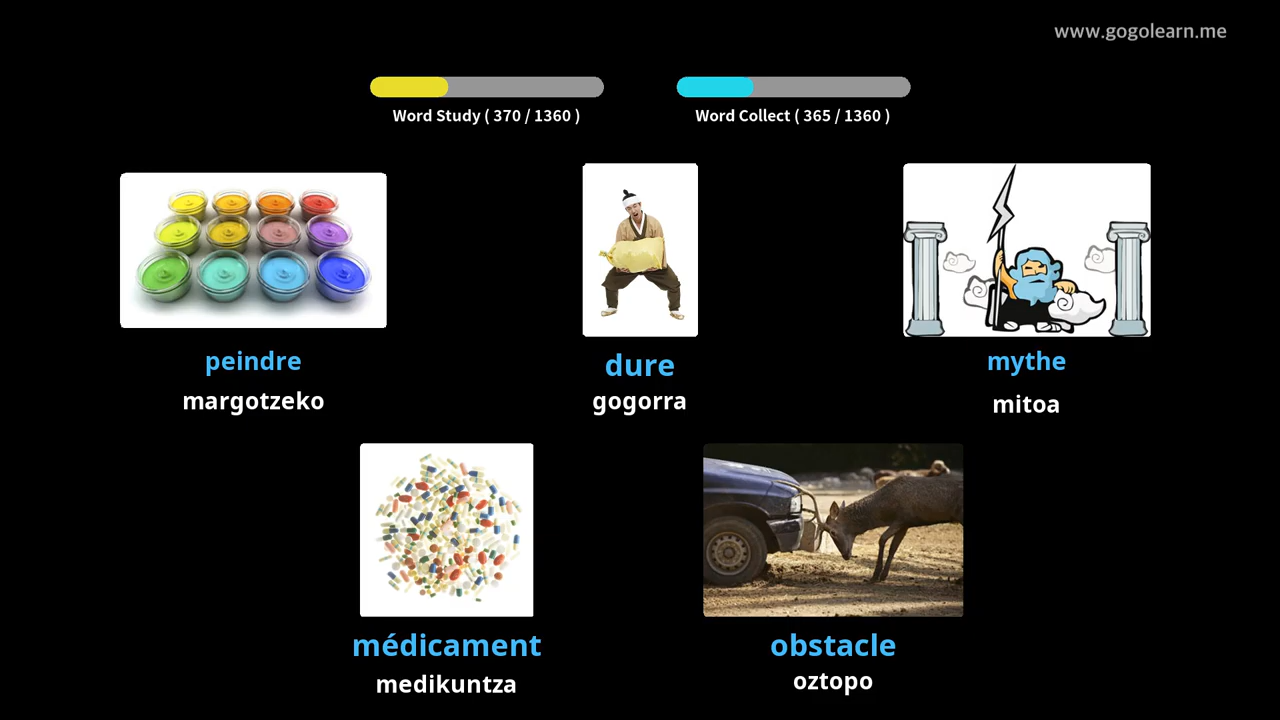 www.gogolearn.me
Word Study ( 370 / 1360 )
Word Collect ( 365 / 1360 )
peindre
margotzeko
dure
gogorra
mythe
mitoa
médicament
medikuntza
obstacle
oztopo